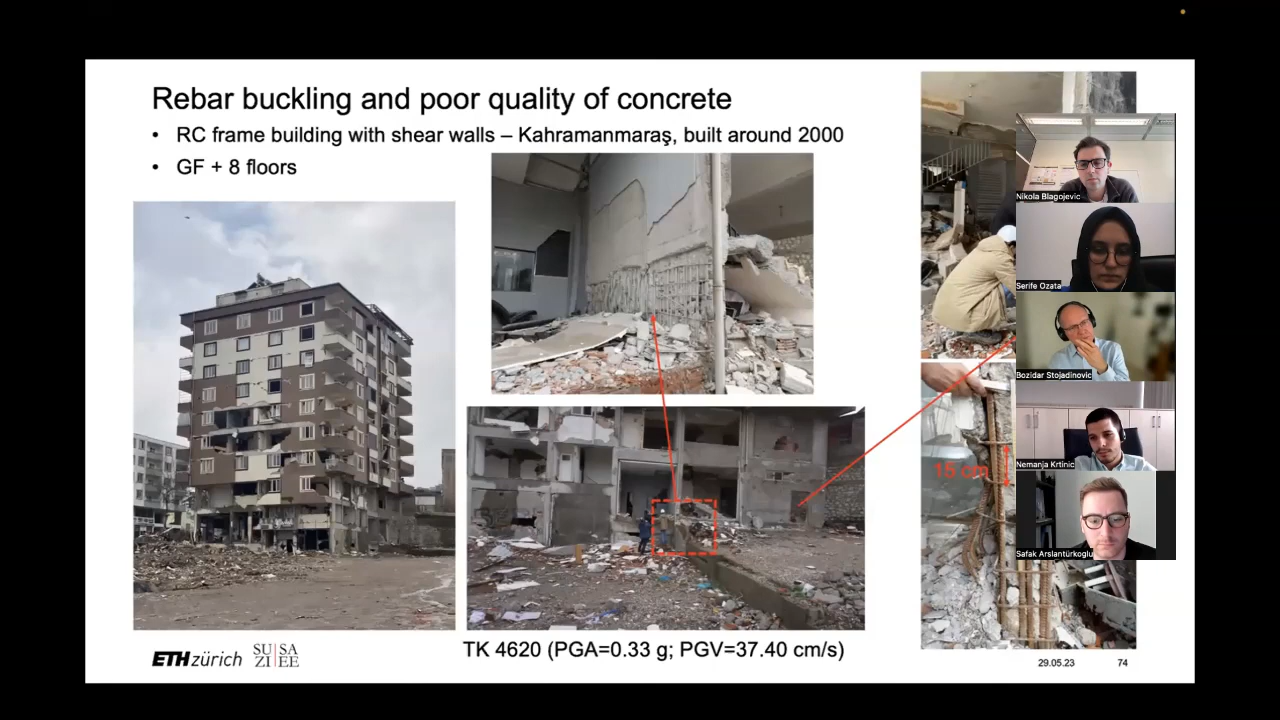 Rebar buckling and poor quality of concrete
• RC frame building with shear walls – Kahramanmaraş, built around 2000
• GF + 8 floors
Nikola Blagojevic
Serife Ozata
Bozidar Stojadinovic
Nemanja Krtinic
15 cm
Safak Arslantürkoglu
TK 4620 (PGA=0.33 g; PGV=37.40 cm/s)
ETH zürich
SU|SA
ZI|EE
29.05.23
74